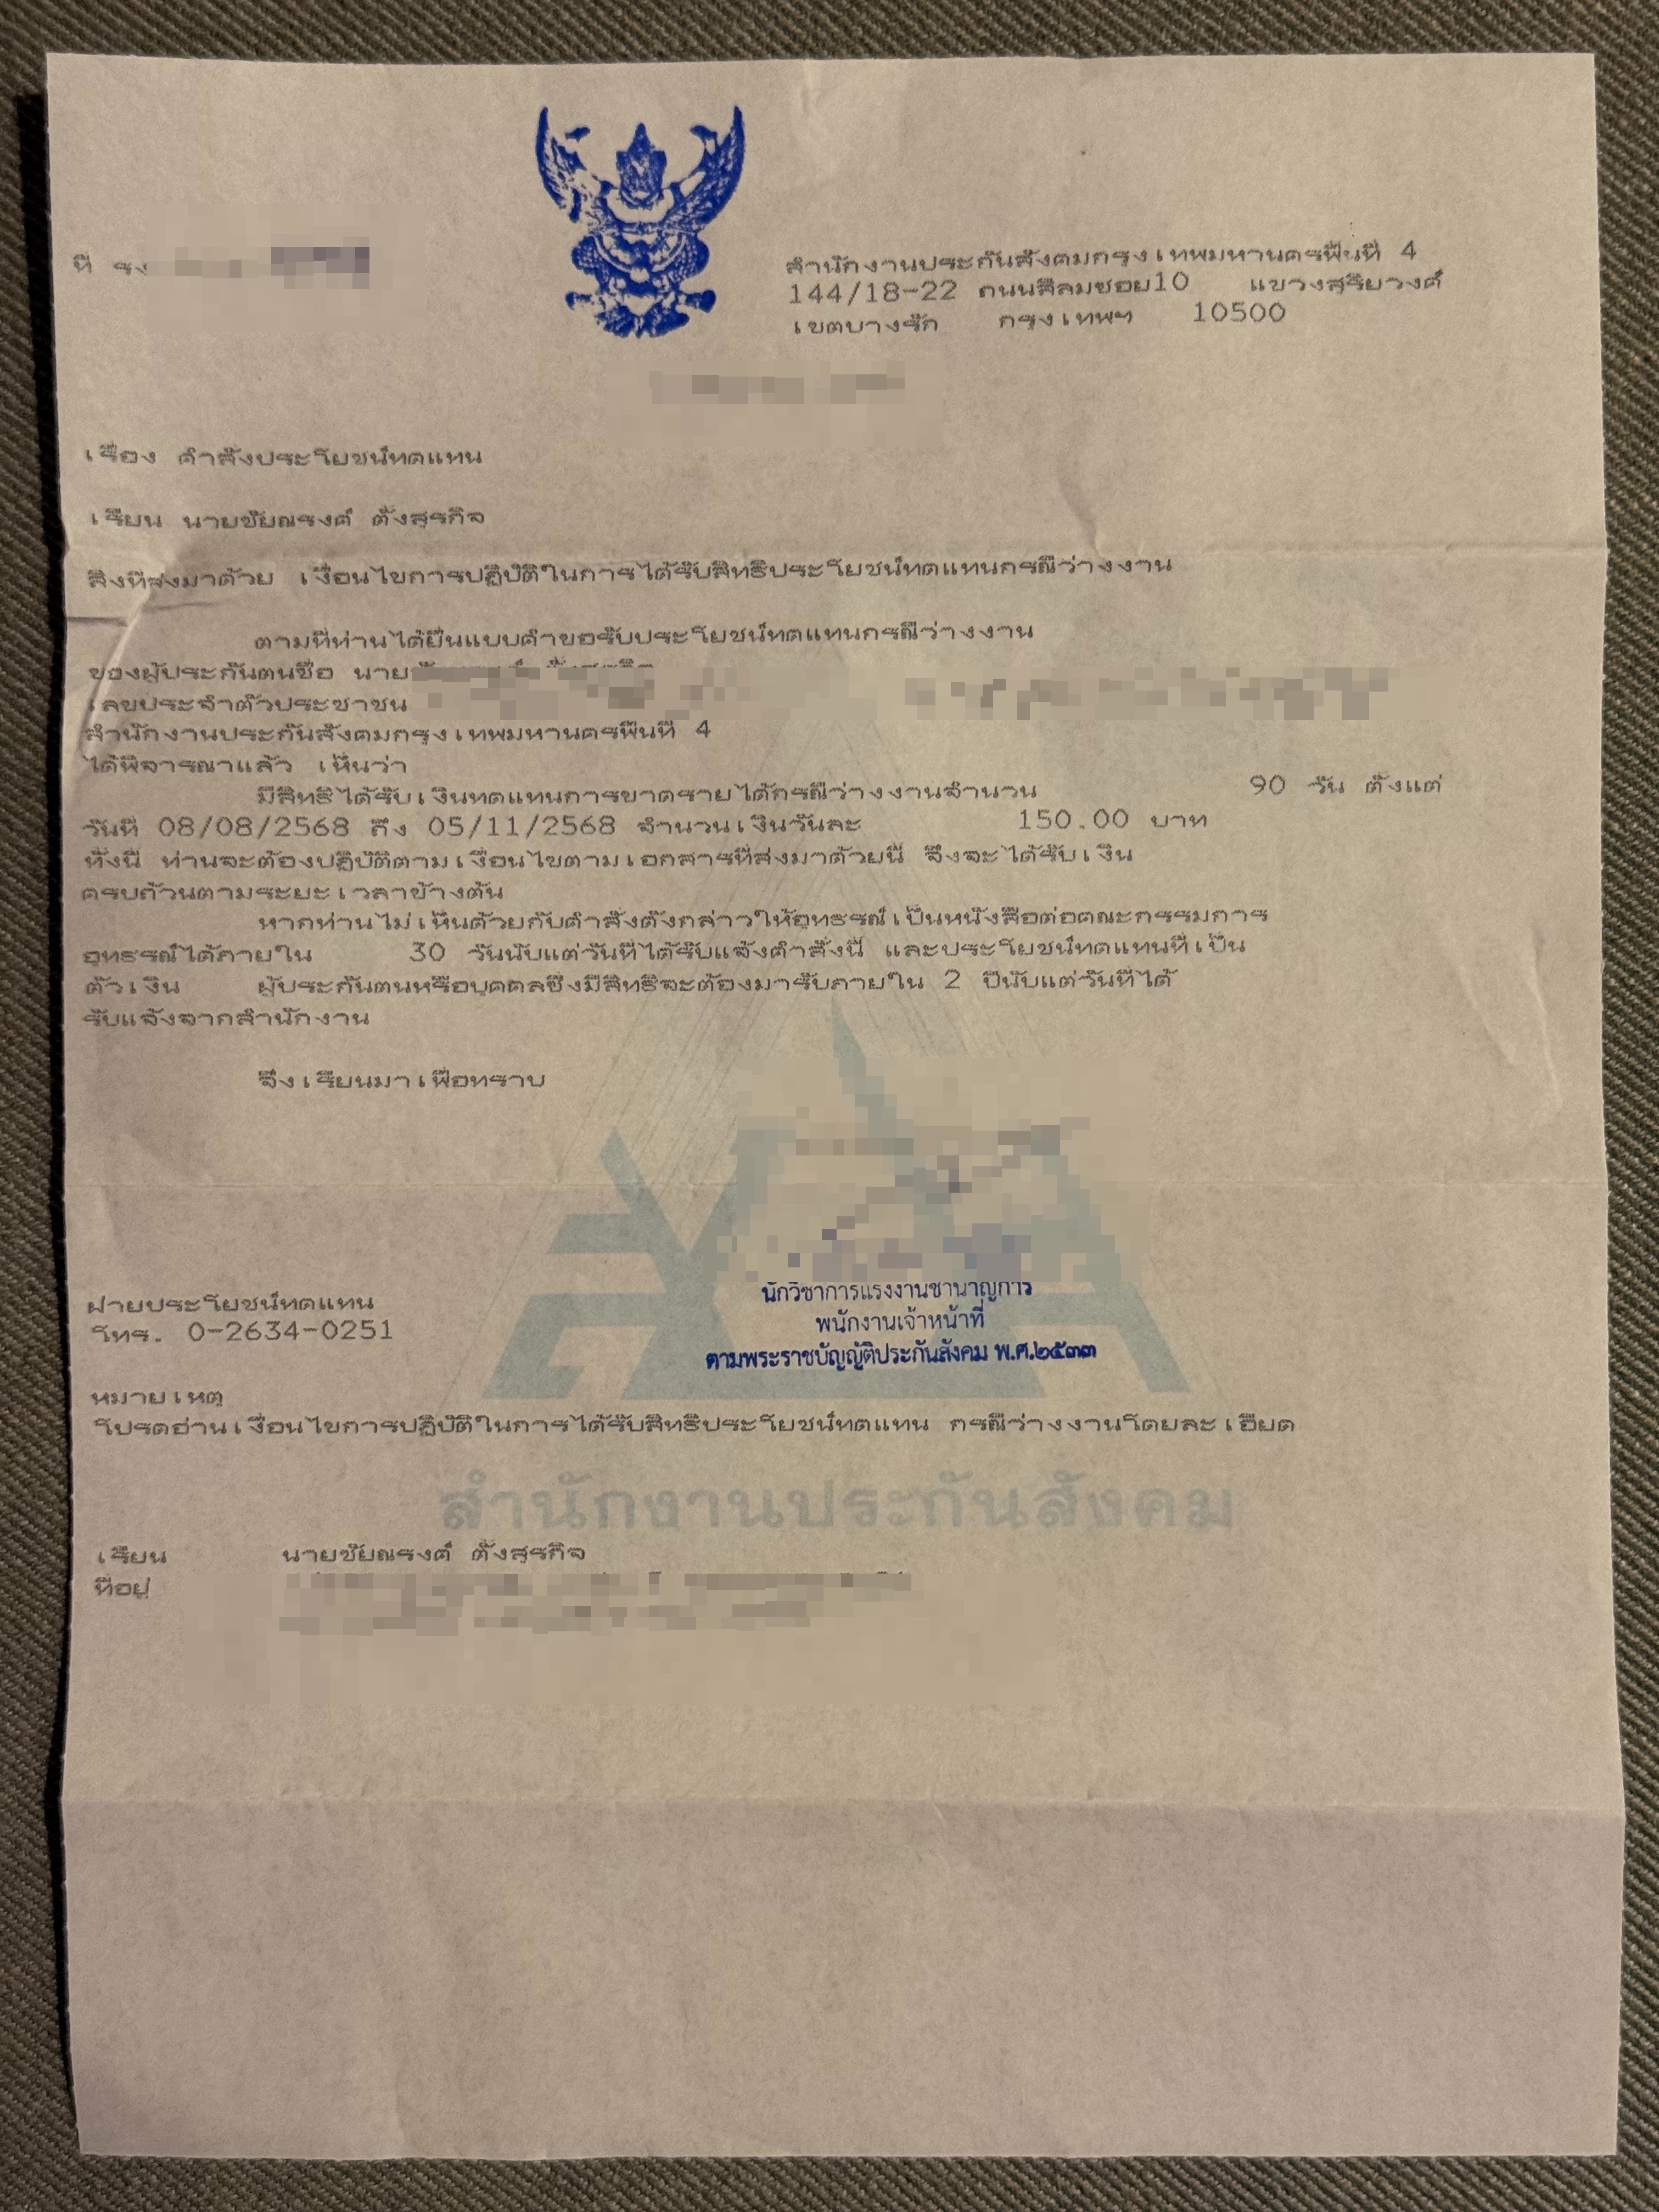 ที่ รง
สำนักงานประกันสังคมกรุงเทพมหานครพื้นที่ 4
144/18-22 ถนนสีลมซอย10 แขวงสุริยวงศ์
เขตบางรัก กรุงเทพฯ 10500
เรื่อง คำสั่งประโยชน์ทดแทน
เรียน นายชัยณรงค์ ตั้งสุรกิจ
สิ่งที่ส่งมาด้วย เงื่อนไขการปฏิบัติในการได้รับสิทธิประโยชน์ทดแทนกรณีว่างงาน
ตามที่ท่านได้ยื่นแบบคำขอรับประโยชน์ทดแทนกรณีว่างงาน
ของผู้ประกันตนชื่อ นาย
เลขประจำตัวประชาชน
สำนักงานประกันสังคมกรุงเทพมหานครพื้นที่ 4
ได้พิจารณาแล้ว เห็นว่า
มีสิทธิได้รับเงินทดแทนการขาดรายได้กรณีว่างงานจำนวน 90 วัน ตั้งแต่
วันที่ 08/08/2568 ถึง 05/11/2568 จำนวนเงินวันละ 150.00 บาท
ทั้งนี้ ท่านจะต้องปฏิบัติตามเงื่อนไขตามเอกสารที่ส่งมาด้วยนี้ จึงจะได้รับเงิน
ครบถ้วนตามระยะเวลาข้างต้น
หากท่านไม่เห็นด้วยกับคำสั่งดังกล่าวให้อุทธรณ์เป็นหนังสือต่อคณะกรรมการ
อุทธรณ์ได้ภายใน 30 วันนับแต่วันที่ได้รับแจ้งคำสั่งนี้ และประโยชน์ทดแทนที่เป็น
ตัวเงิน ผู้ประกันตนหรือบุคคลซึ่งมีสิทธิจะต้องมารับภายใน 2 ปีนับแต่วันที่ได้
รับแจ้งจากสำนักงาน
จึงเรียนมาเพื่อทราบ
นักวิชาการแรงงานชำนาญการ
พนักงานเจ้าหน้าที่
ตามพระราชบัญญัติประกันสังคม พ.ศ.๒๕๓๓
ฝ่ายประโยชน์ทดแทน
โทร. 0-2634-0251
หมายเหตุ
โปรดอ่านเงื่อนไขการปฏิบัติในการได้รับสิทธิประโยชน์ทดแทน กรณีว่างงานโดยละเอียด
สำนักงานประกันสังคม
เรียน นายชัยณรงค์ ตั้งสุรกิจ
ที่อยู่